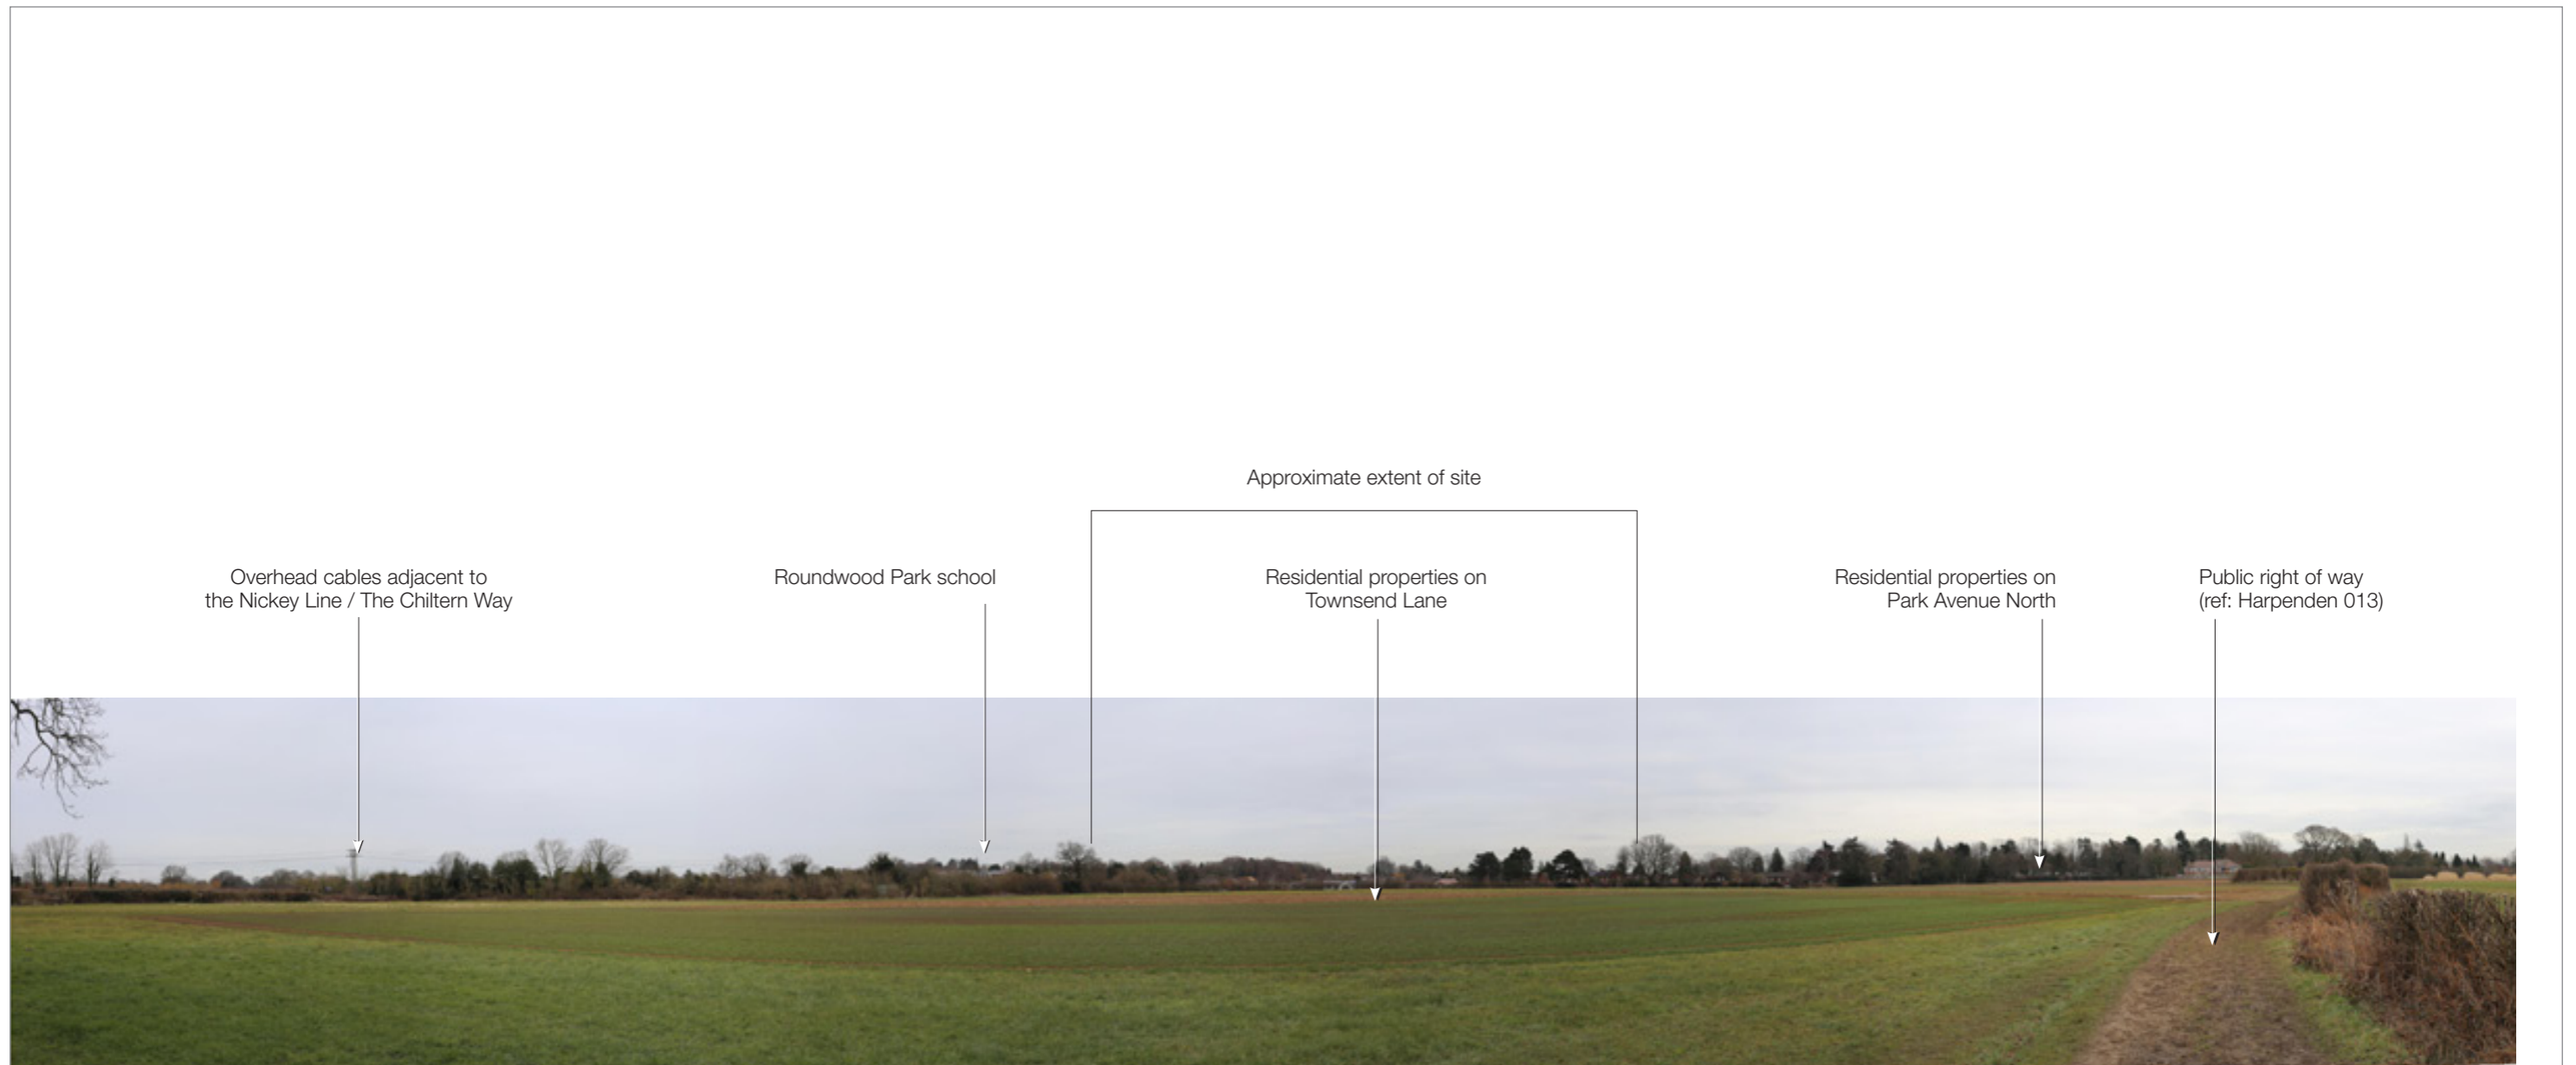 Approximate extent of site
Overhead cables adjacent to
the Nickey Line / The Chiltern Way
Roundwood Park school
Residential properties on
Townsend Lane
Residential properties on
Park Avenue North
Public right of way
(ref: Harpenden 013)